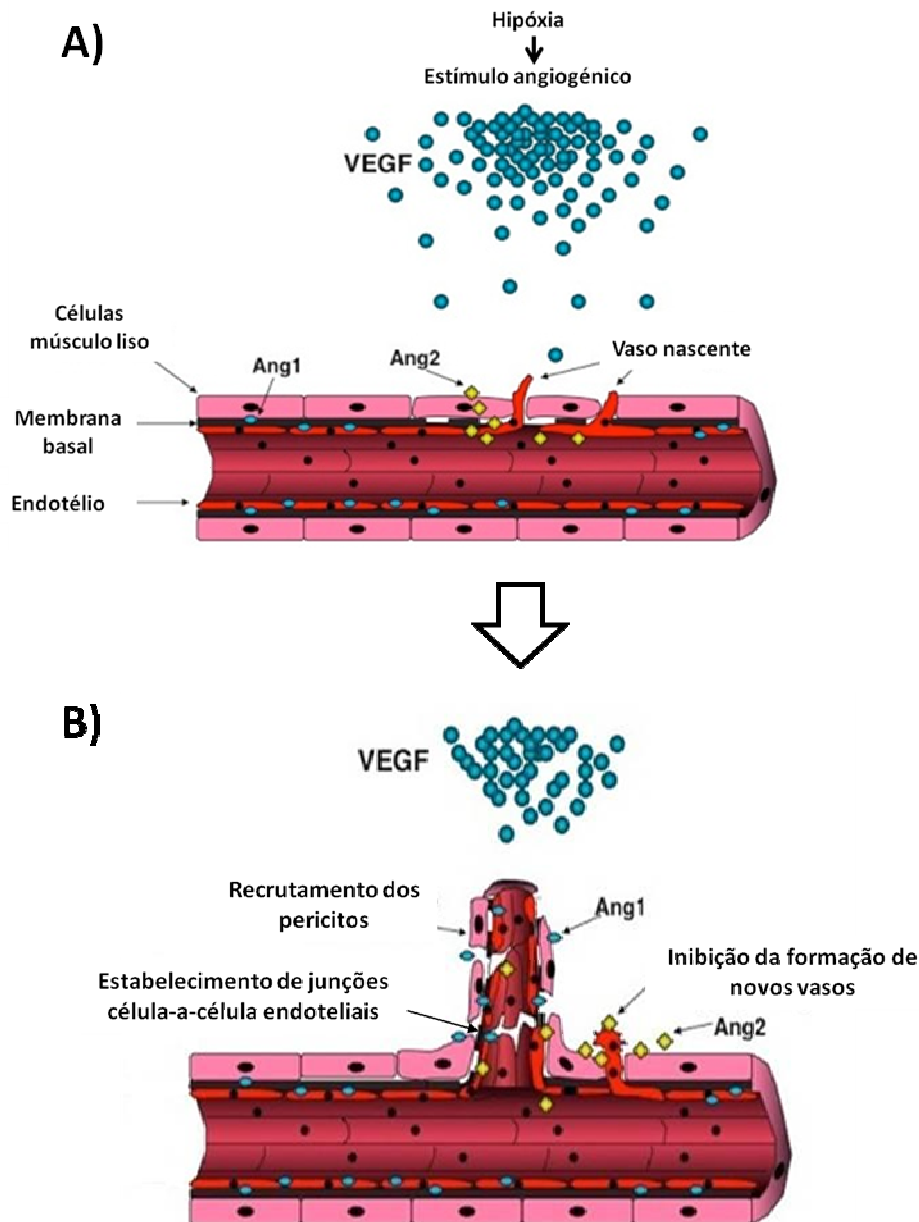 A)
Hipóxia
Estímulo angiogénico
VEGF
Células
músculo liso
Ang1
Ang2
Vaso nascente
Membrana
basal
Endotélio
B)
VEGF
Recrutamento dos
pericitos
Ang1
Estabelecimento de junções
célula-a-célula endoteliais
Inibição da formação de
novos vasos
Ang2